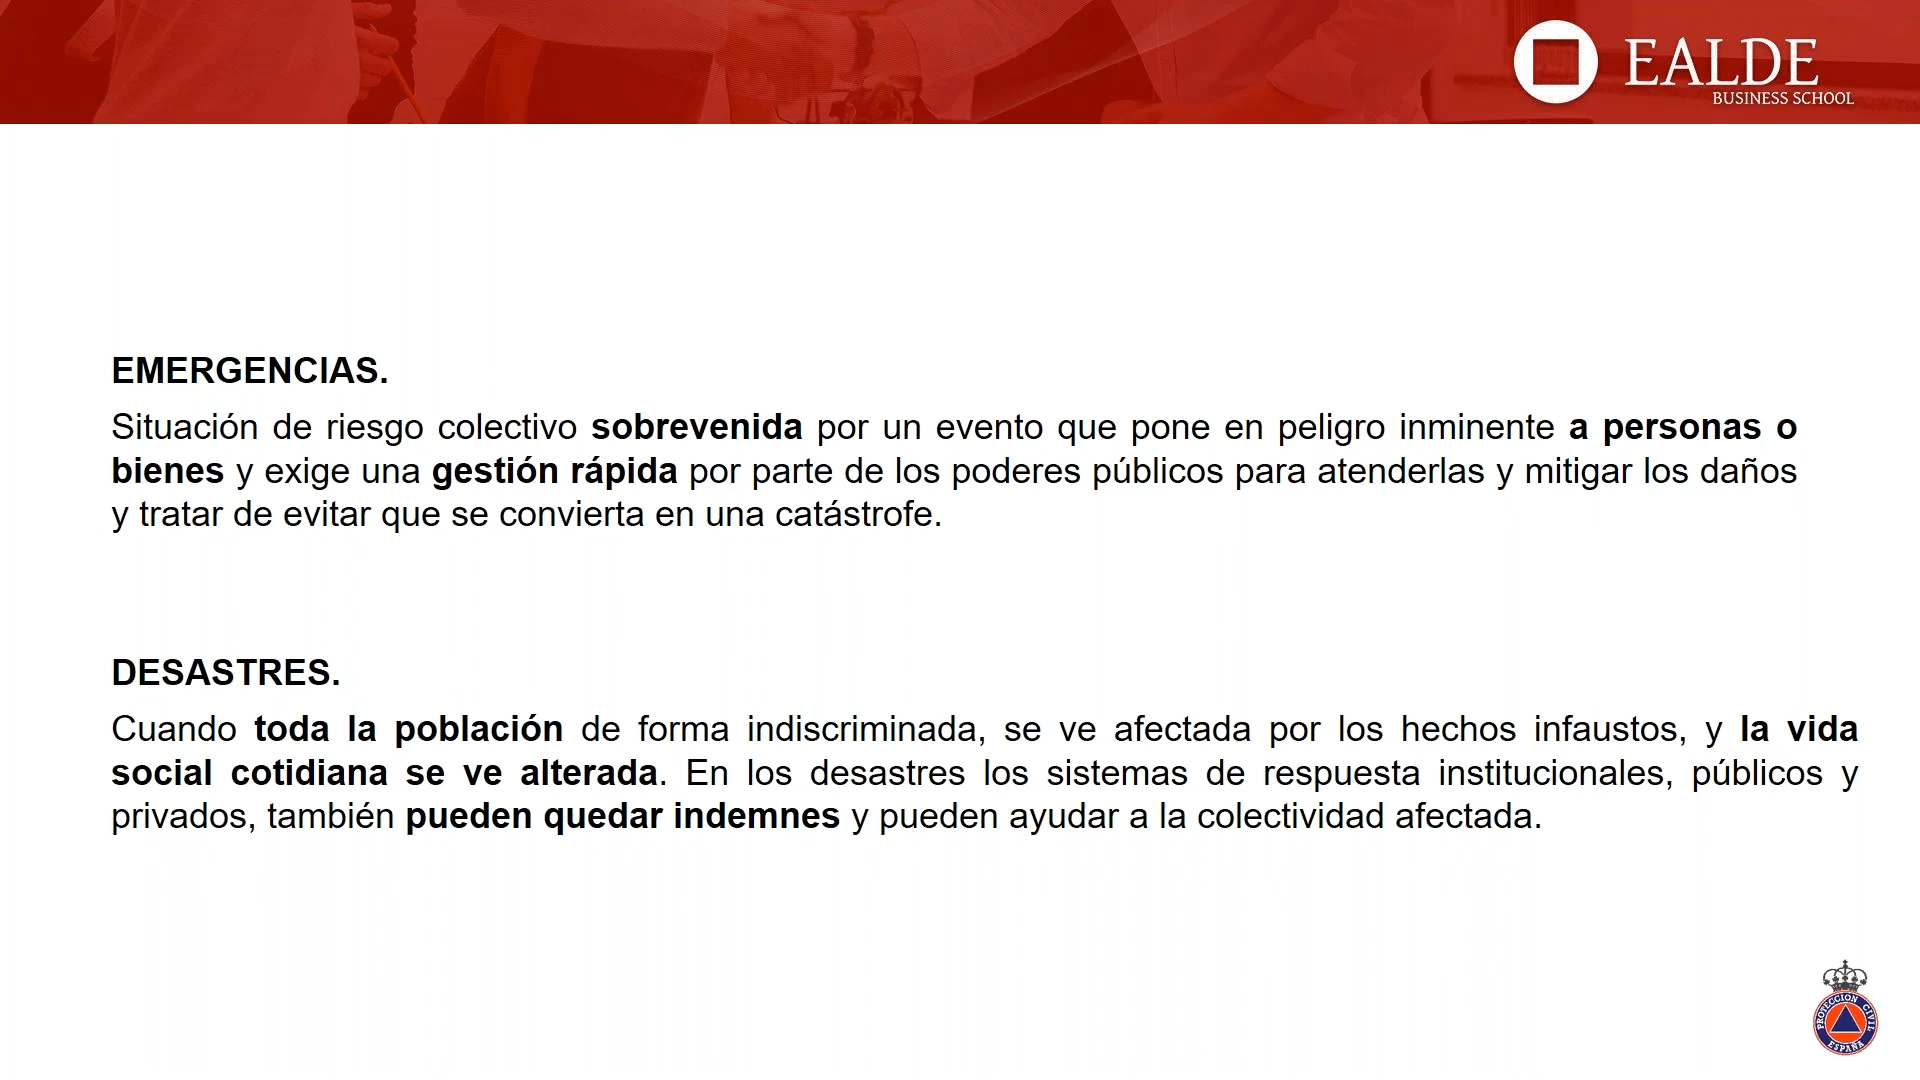 EALDE
BUSINESS SCHOOL
EMERGENCIAS.
Situación de riesgo colectivo sobrevenida por un evento que pone en peligro inminente a personas o
bienes y exige una gestión rápida por parte de los poderes públicos para atenderlas y mitigar los daños
y tratar de evitar que se convierta en una catástrofe.
DESASTRES.
Cuando toda la población de forma indiscriminada, se ve afectada por los hechos infaustos, y la vida
social cotidiana se ve alterada. En los desastres los sistemas de respuesta institucionales, públicos y
privados, también pueden quedar indemnes y pueden ayudar a la colectividad afectada.
PROTECCIÓN CIVIL
ESPAÑA